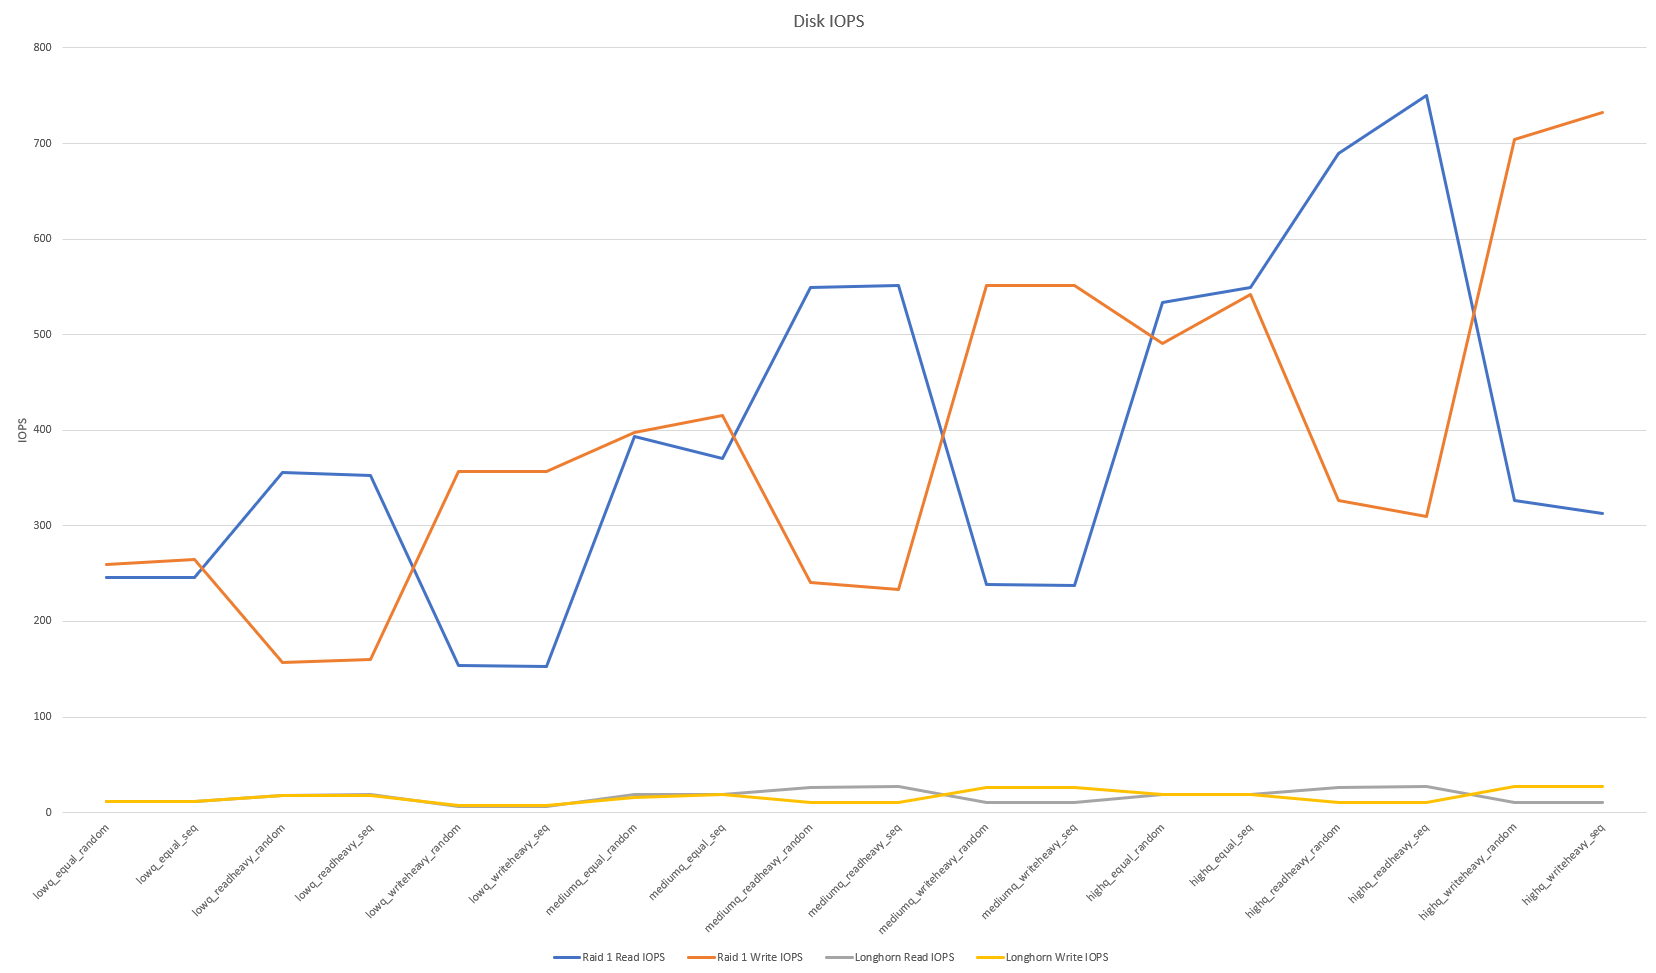 Disk IOPS
800
700
600
500
400
300
200
100
0
IOPS
lowq_equal_random
lowq_equal_seq
lowq_readheavy_random
lowq_readheavy_seq
lowq_writeheavy_random
lowq_writeheavy_seq
mediumq_equal_random
mediumq_equal_seq
mediumq_readheavy_random
mediumq_readheavy_seq
mediumq_writeheavy_random
mediumq_writeheavy_seq
highq_equal_random
highq_equal_seq
highq_readheavy_random
highq_readheavy_seq
highq_writeheavy_random
highq_writeheavy_seq
Raid 1 Read IOPS Raid 1 Write IOPS Longhorn Read IOPS Longhorn Write IOPS